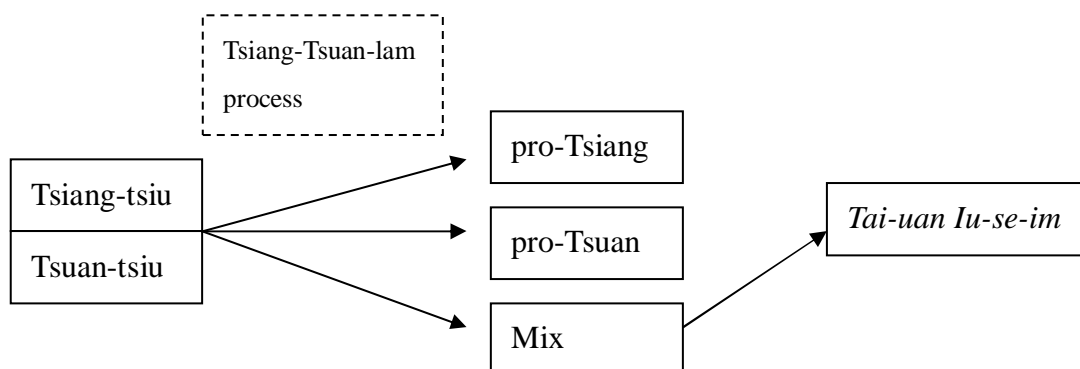 Tsiang-Tsuan-lam
process
pro-Tsiang
Tsiang-tsiu
Tai-uan Iu-se-im
pro-Tsuan
Tsuan-tsiu
Mix